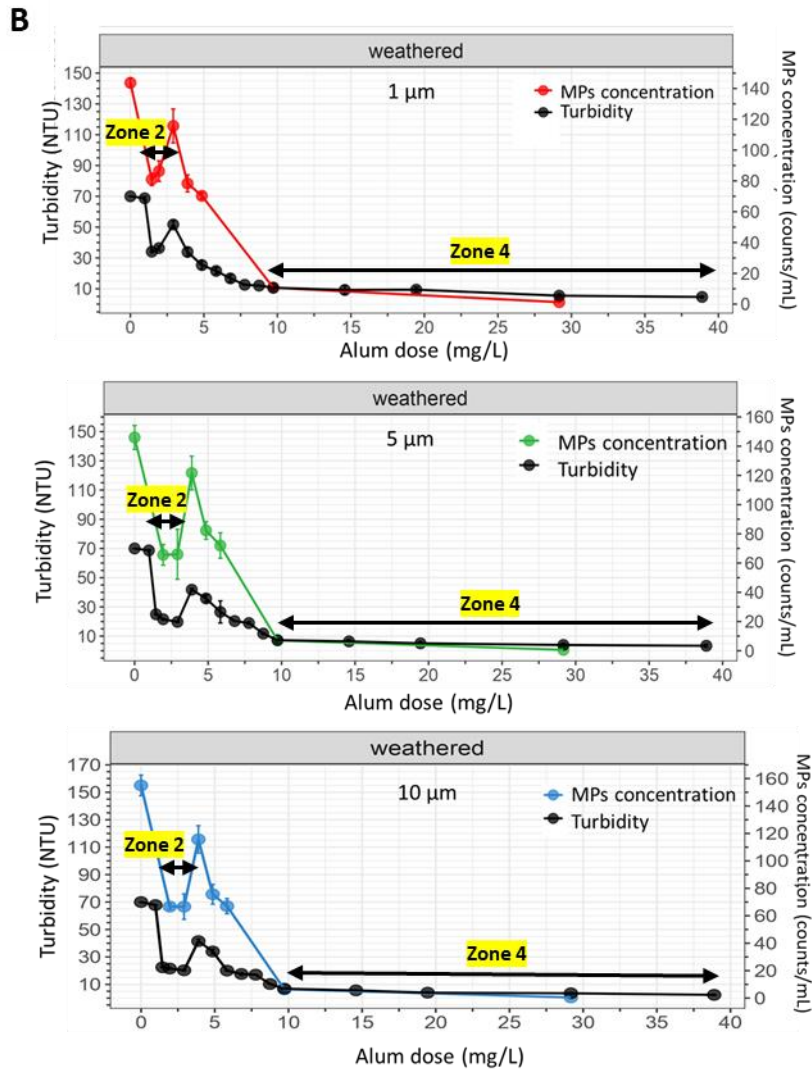 B
weathered
150
130
110
90
70
50
30
10
Turbidity (NTU)
1 µm
MPs concentration
Turbidity
Zone 2
Zone 4
140
120
100
80
60
40
20
0
MPs concentration (counts/mL)
0 5 10 15 20 25 30 35 40
Alum dose (mg/L)
weathered
150
130
110
90
70
50
30
10
Turbidity (NTU)
5 µm
MPs concentration
Turbidity
Zone 2
Zone 4
160
140
120
100
80
60
40
20
0
MPs concentration (counts/mL)
0 5 10 15 20 25 30 35 40
Alum dose (mg/L)
weathered
170
150
130
110
90
70
50
30
10
Turbidity (NTU)
10 µm
MPs concentration
Turbidity
Zone 2
Zone 4
160
140
120
100
80
60
40
20
0
MPs concentration (counts/mL)
0 5 10 15 20 25 30 35 40
Alum dose (mg/L)